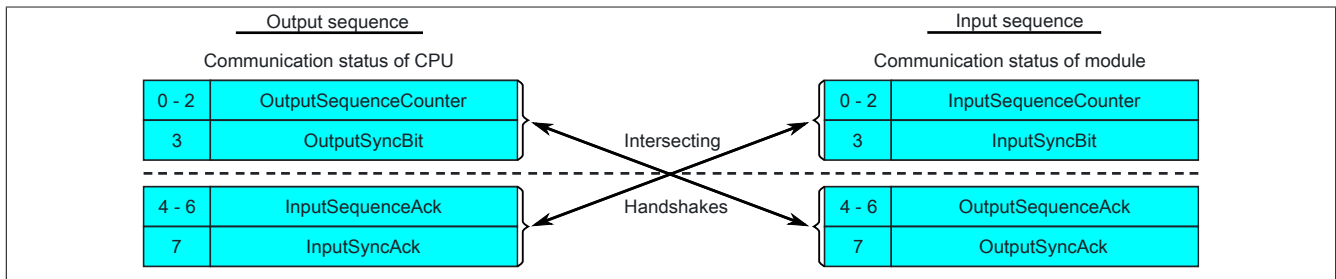 Output sequence
Input sequence
Communication status of CPU
Communication status of module
0 - 2 OutputSequenceCounter
0 - 2 InputSequenceCounter
3 OutputSyncBit
3 InputSyncBit
Intersecting
Handshakes
4 - 6 InputSequenceAck
4 - 6 OutputSequenceAck
7 InputSyncAck
7 OutputSyncAck